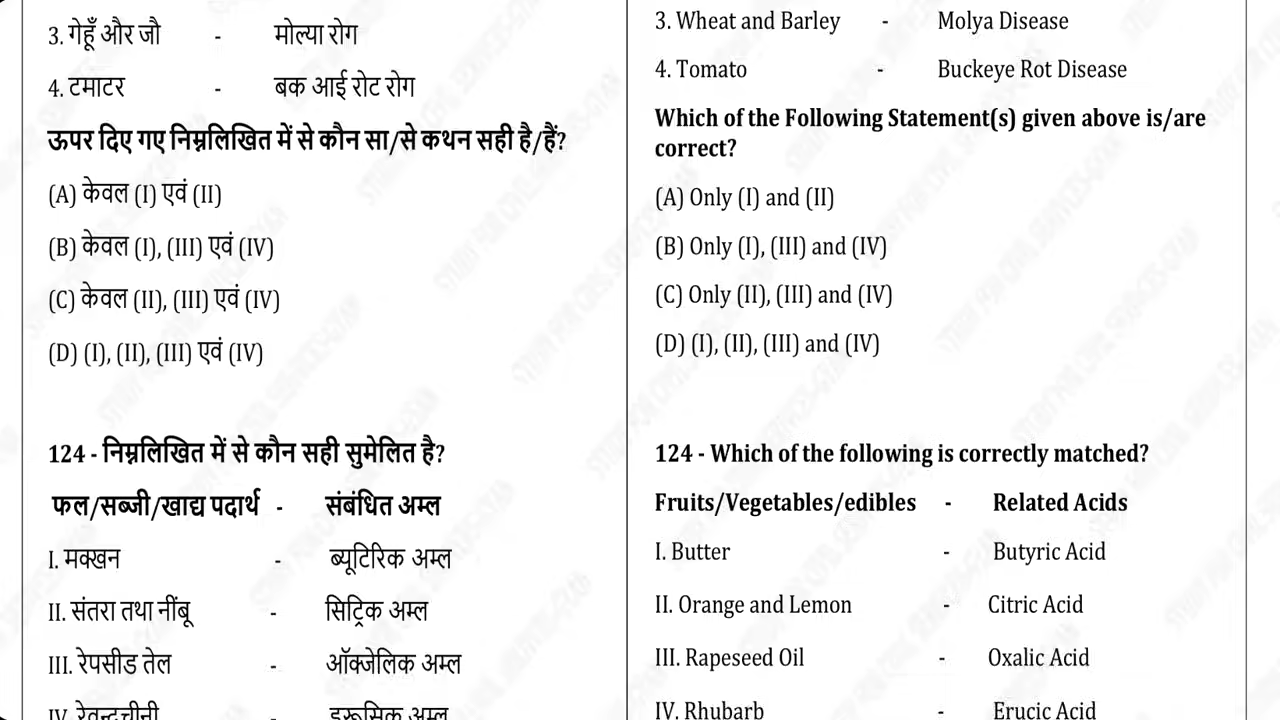 3. गेहूँ और जौ - मोल्या रोग
4. टमाटर - बक आई रोट रोग
ऊपर दिए गए निम्नलिखित में से कौन सा/से कथन सही है/हैं?
(A) केवल (I) एवं (II)
(B) केवल (I), (III) एवं (IV)
(C) केवल (II), (III) एवं (IV)
(D) (I), (II), (III) एवं (IV)
124 - निम्नलिखित में से कौन सही सुमेलित है?
फल/सब्जी/खाद्य पदार्थ - संबंधित अम्ल
I. मक्खन - ब्यूटिरिक अम्ल
II. संतरा तथा नींबू - सिट्रिक अम्ल
III. रेपसीड तेल - ऑक्जेलिक अम्ल
IV. रेवन्दचीनी - इरूसिक अम्ल
3. Wheat and Barley - Molya Disease
4. Tomato - Buckeye Rot Disease
Which of the Following Statement(s) given above is/are
correct?
(A) Only (I) and (II)
(B) Only (I), (III) and (IV)
(C) Only (II), (III) and (IV)
(D) (I), (II), (III) and (IV)
124 - Which of the following is correctly matched?
Fruits/Vegetables/edibles - Related Acids
I. Butter - Butyric Acid
II. Orange and Lemon - Citric Acid
III. Rapeseed Oil - Oxalic Acid
IV. Rhubarb - Erucic Acid